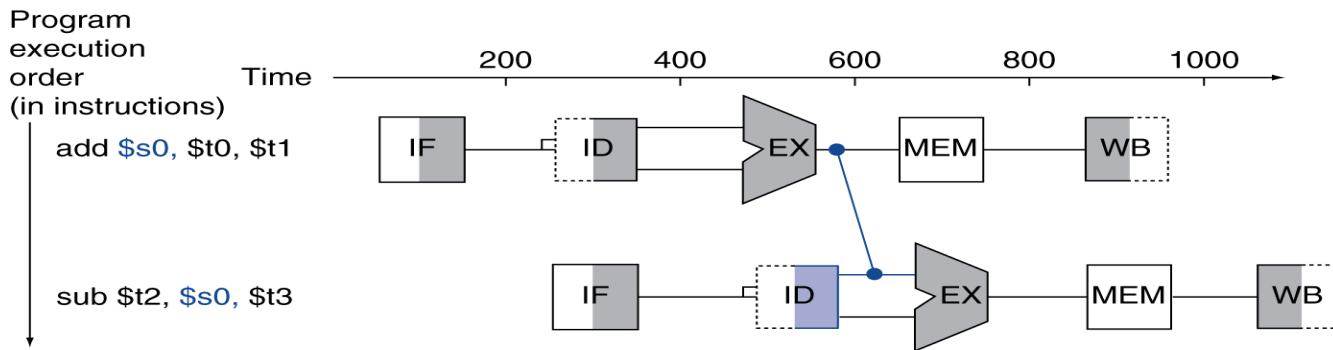 Program
execution
order
(in instructions)
Time
200 400 600 800 1000
add $s0, $t0, $t1
IF ID EX MEM WB
sub $t2, $s0, $t3
IF ID EX MEM WB